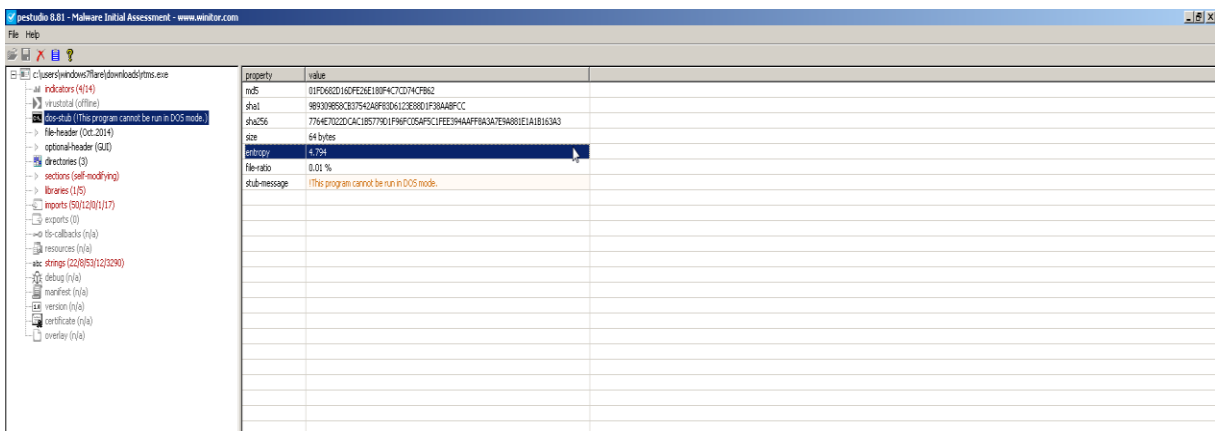 pestudio 8.81 - Malware Initial Assessment - www.winitor.com
File Help
c:\users\windows7flare\downloads\rtms.exe
indicators (4/14)
virustotal (offline)
dos-stub (!This program cannot be run in DOS mode.)
file-header (Oct.2014)
optional-header (GUI)
directories (3)
sections (self-modifying)
libraries (1/5)
imports (50/12/0/1/17)
exports (0)
tls-callbacks (n/a)
resources (n/a)
abc strings (22/8/53/12/3290)
debug (n/a)
manifest (n/a)
version (n/a)
certificate (n/a)
overlay (n/a)
property value
md5 01FD682D16DFE26E180F4C7CD74CFB62
sha1 9B9309B58CB37542A8F83D6123E88D1F38AABFCC
sha256 7764E7022DCAC1B5779D1F96FC05AF5C1FEE394AAFF8A3A7E9A881E1A1B163A3
size 64 bytes
entropy 4.794
file-ratio 0.01 %
stub-message !This program cannot be run in DOS mode.